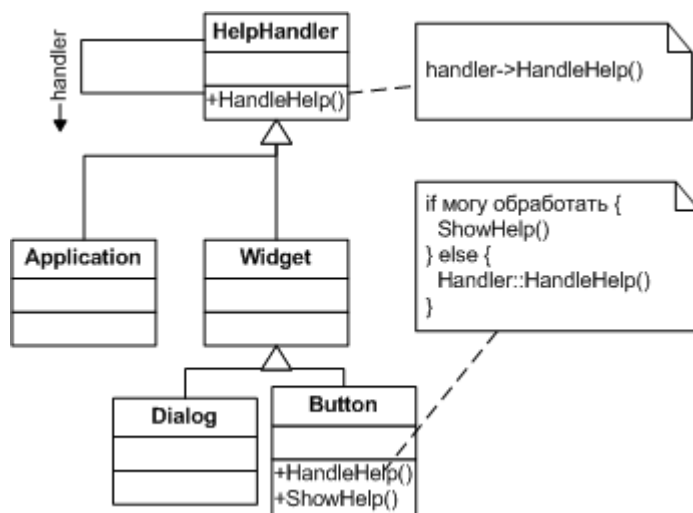 HelpHandler
handler
+HandleHelp()
handler->HandleHelp()
Application
Widget
if могу обработать {
ShowHelp()
} else {
Handler::HandleHelp()
}
Dialog
Button
+HandleHelp()
+ShowHelp()